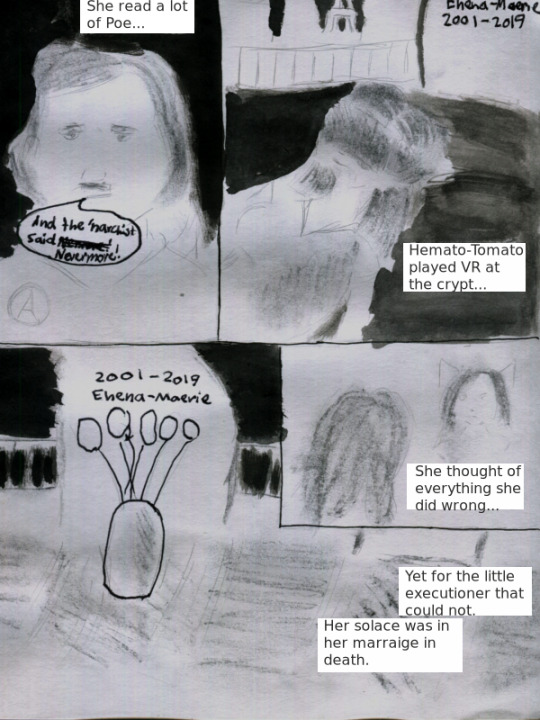 She read a lot
of Poe...
Ehena-Maerie
2001-2019
And the 'narchist
Said
Nevermore!
A
Hemato-Tomato
played VR at
the crypt...
2001-2019
Ehena-Maerie
She thought of
everything she
did wrong...
Yet for the little
executioner that
could not.
Her solace was in
her marraige in
death.